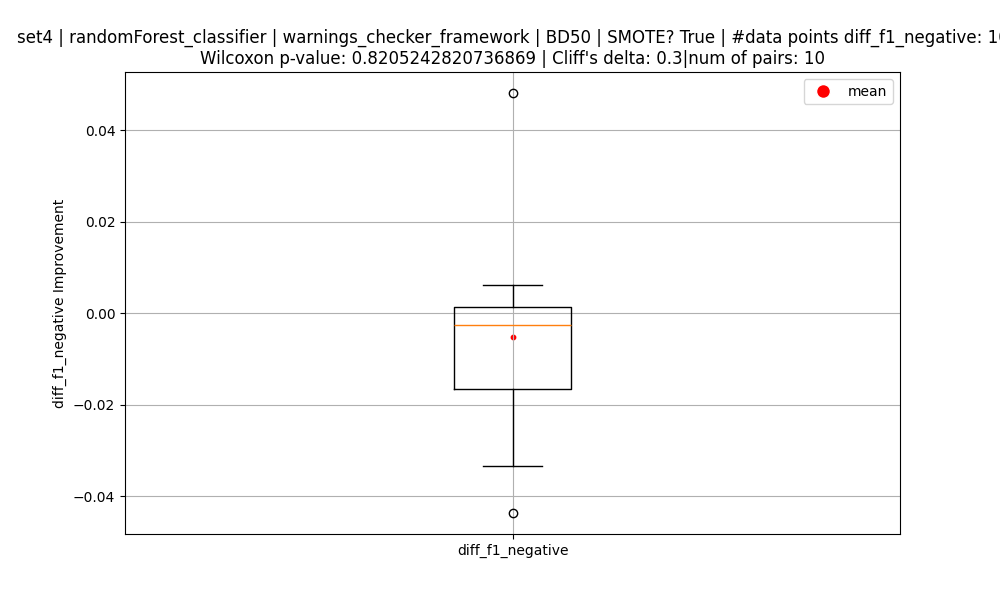 set4 | randomForest_classifier | warnings_checker_framework | BD50 | SMOTE? True | #data points diff_f1_negative: 10
Wilcoxon p-value: 0.8205242820736869 | Cliff's delta: 0.3|num of pairs: 10
mean
0.04
0.02
0.00
−0.02
−0.04
diff_f1_negative Improvement
diff_f1_negative